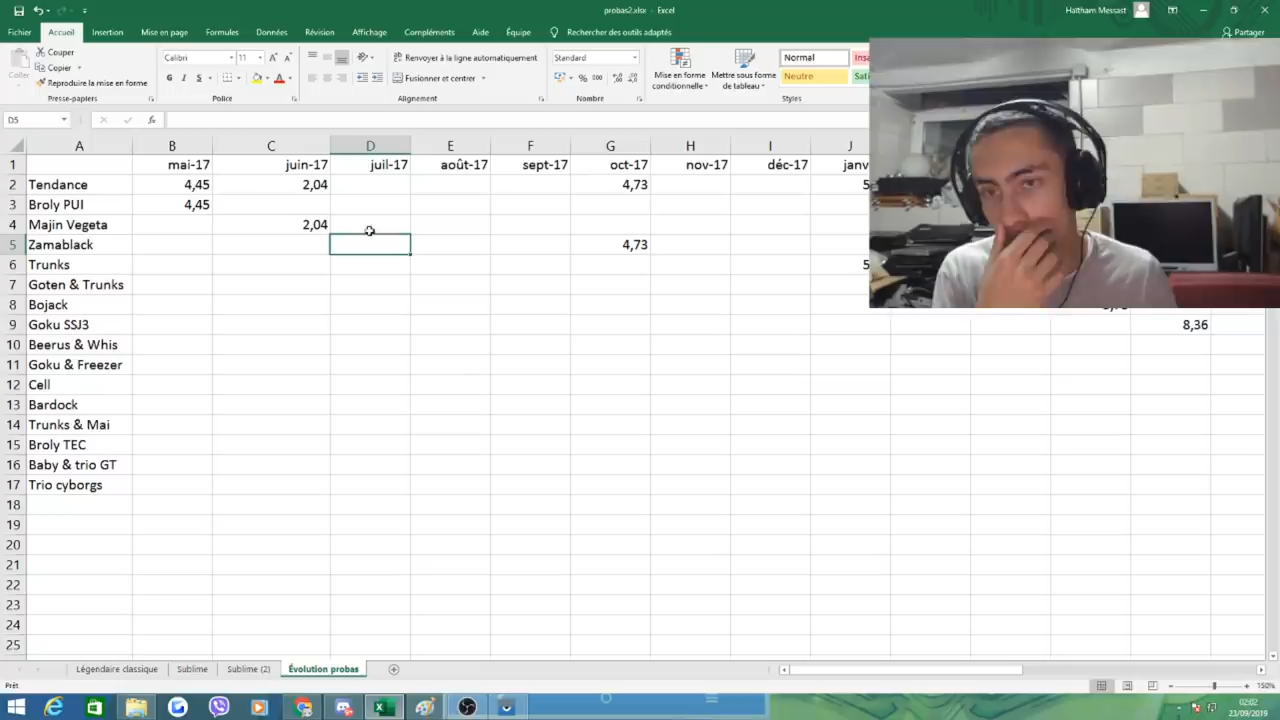 probas2.xlsx - Excel
Haitham Messast
Fichier Accueil Insertion Mise en page Formules Données Révision Affichage Compléments Aide Équipe Rechercher des outils adaptés Partager
Couper
Copier
Reproduire la mise en forme
Coller
Presse-papiers
Calibri 11
G I S
Police
Renvoyer à la ligne automatiquement
Fusionner et centrer
Alignement
Standard
% 000
Nombre
Mise en forme conditionnelle
Mettre sous forme de tableau
Normal
Neutre
Styles
D5 fx
A B C D E F G H I J
1 mai-17 juin-17 juil-17 août-17 sept-17 oct-17 nov-17 déc-17
2 Tendance 4,45 2,04 4,73
3 Broly PUI 4,45
4 Majin Vegeta 2,04
5 Zamablack 4,73
6 Trunks
7 Goten & Trunks
8 Bojack
9 Goku SSJ3 8,36
10 Beerus & Whis
11 Goku & Freezer
12 Cell
13 Bardock
14 Trunks & Mai
15 Broly TEC
16 Baby & trio GT
17 Trio cyborgs
18
19
20
21
22
23
24
25
Légendaire classique Sublime Sublime (2) Évolution probas
Prêt 150%
02:02
23/09/2019